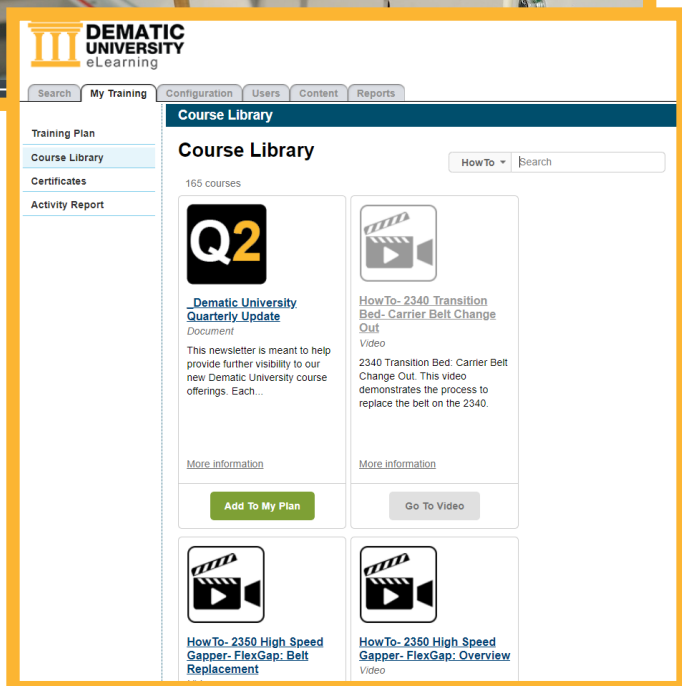 DEMATIC
UNIVERSITY
eLearning
Search
My Training
Configuration
Users
Content
Reports
Training Plan
Course Library
Certificates
Activity Report
Course Library
Course Library
HowTo
Search
165 courses
Q2
_Dematic University
Quarterly Update
Document
This newsletter is meant to help
provide further visibility to our
new Dematic University course
offerings. Each...
More information
Add To My Plan
HowTo- 2340 Transition
Bed- Carrier Belt Change
Out
Video
2340 Transition Bed: Carrier Belt
Change Out. This video
demonstrates the process to
replace the belt on the 2340.
More information
Go To Video
HowTo- 2350 High Speed
Gapper- FlexGap: Belt
Replacement
HowTo- 2350 High Speed
Gapper- FlexGap: Overview
Video